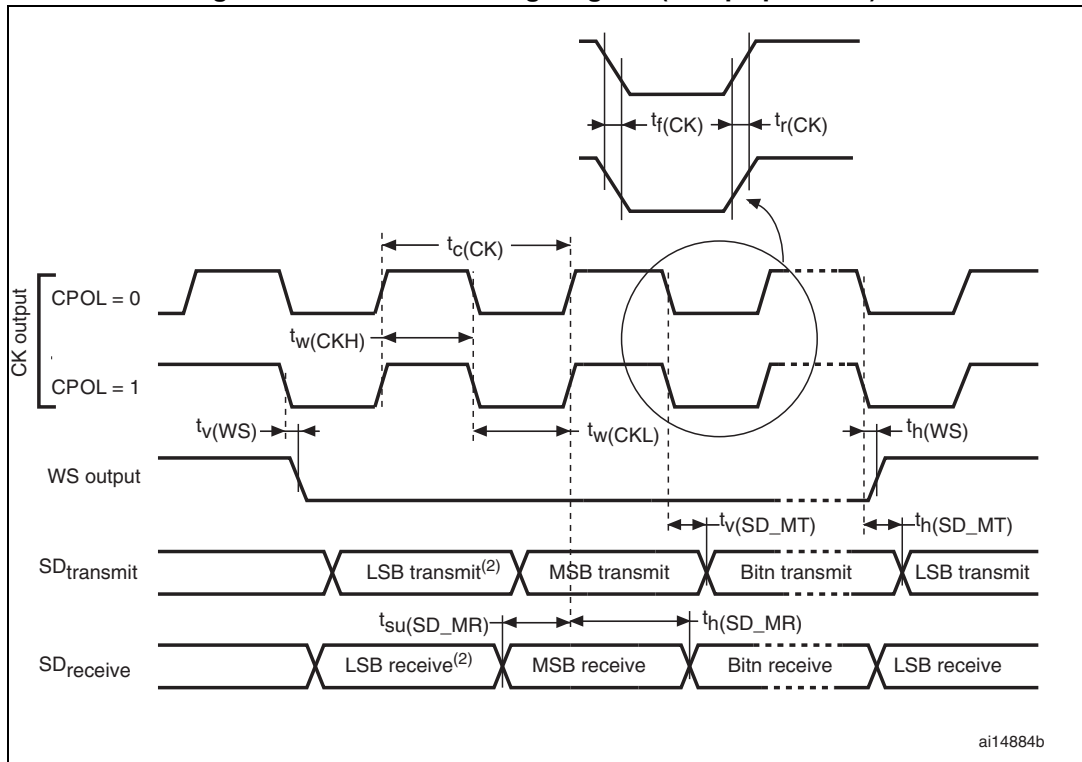 tf(CK)
tr(CK)
tc(CK)
CK output
CPOL = 0
tw(CKH)
CPOL = 1
tv(WS)
tw(CKL)
th(WS)
WS output
tv(SD_MT)
th(SD_MT)
SDtransmit
LSB transmit(2)
MSB transmit
Bitn transmit
LSB transmit
tsu(SD_MR)
th(SD_MR)
SDreceive
LSB receive(2)
MSB receive
Bitn receive
LSB receive
ai14884b